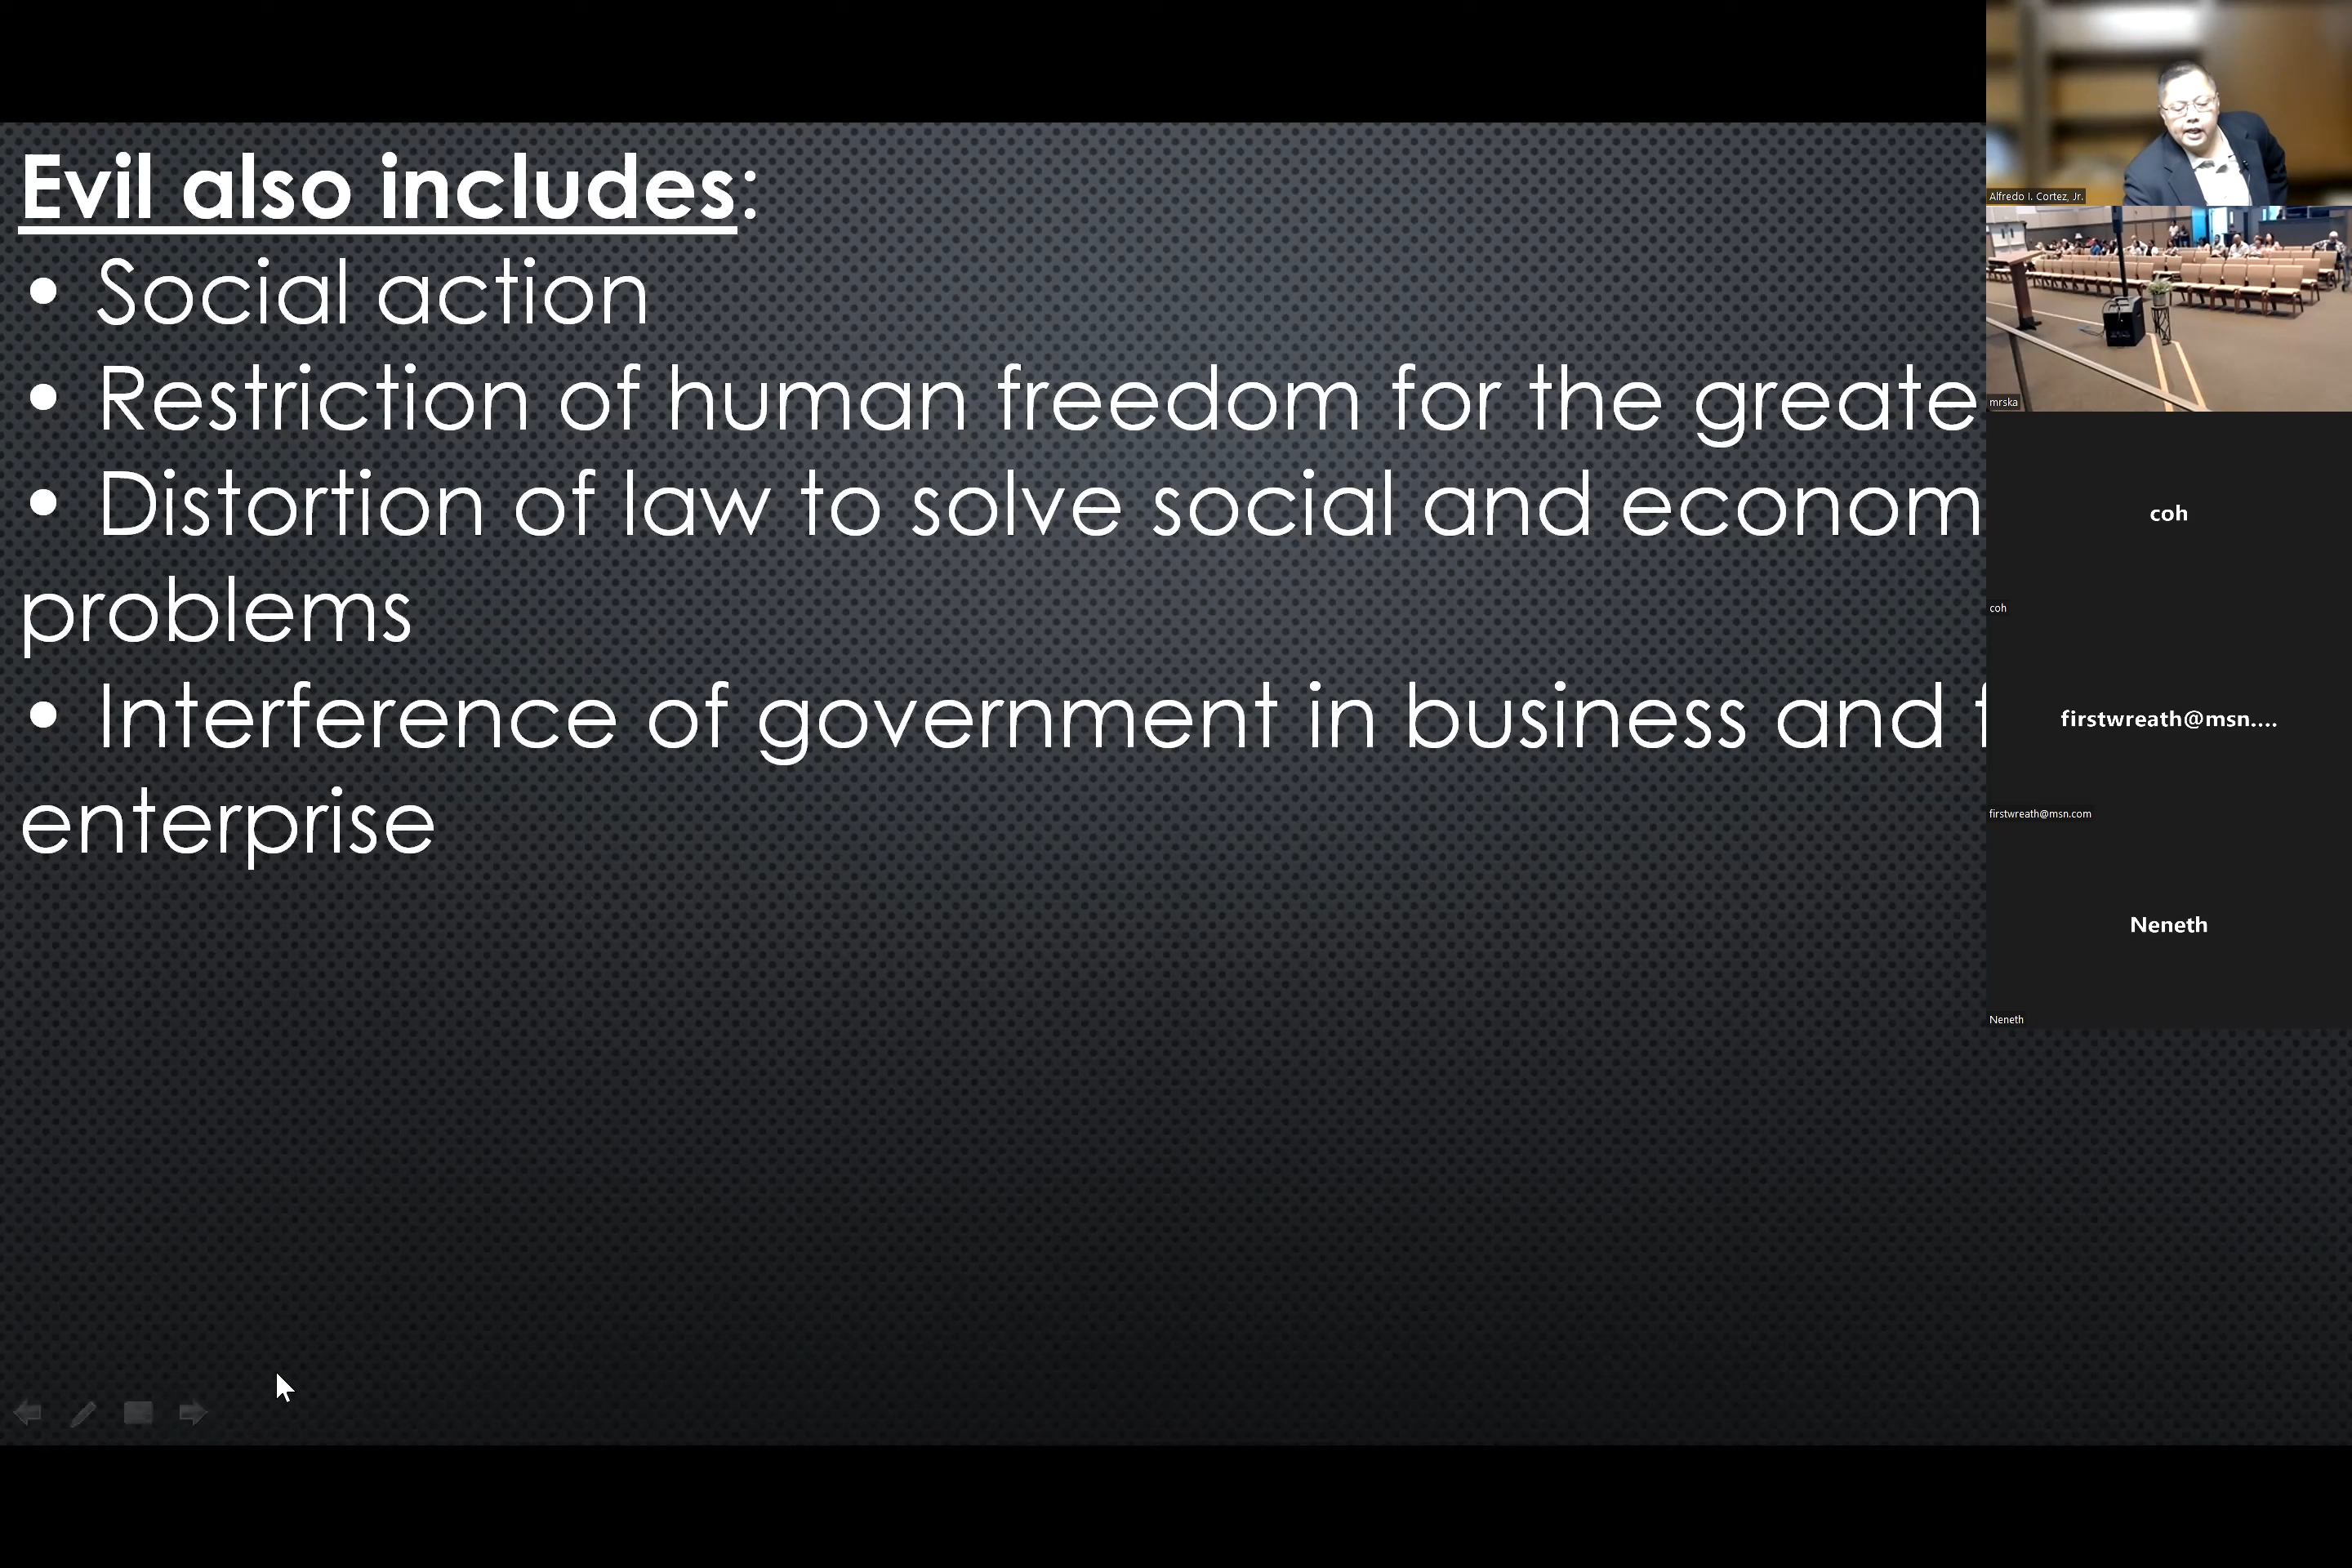 Evil also includes:
• Social action
• Restriction of human freedom for the greate
• Distortion of law to solve social and econom
problems
• Interference of government in business and
enterprise
Alfredo I. Cortez, Jr.
mrska
coh
coh
firstwreath@msn....
firstwreath@msn.com
Neneth
Neneth